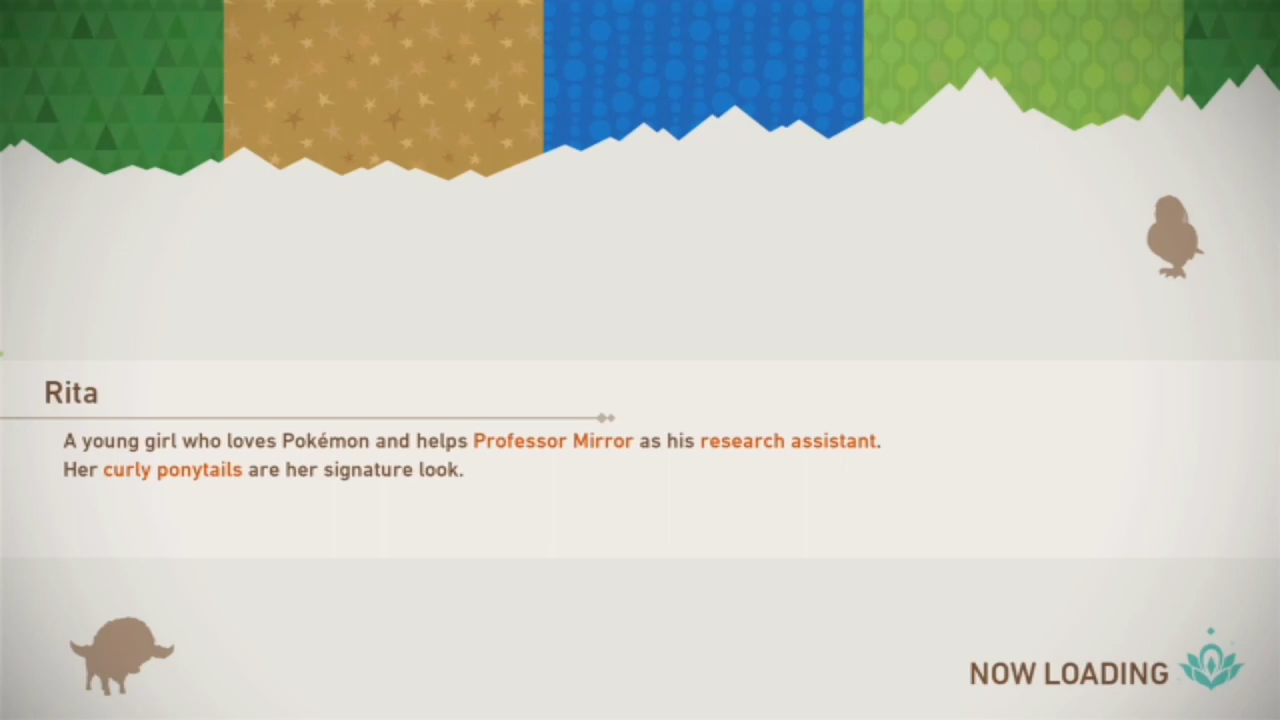 Rita
A young girl who loves Pokémon and helps Professor Mirror as his research assistant.
Her curly ponytails are her signature look.
NOW LOADING